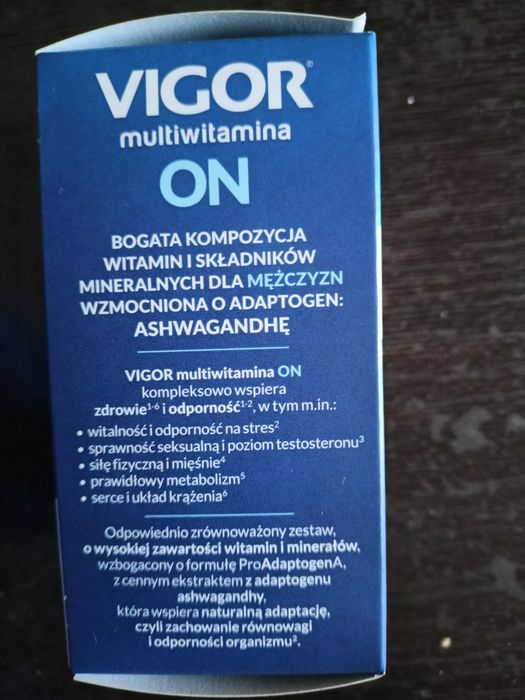 VIGOR®
multiwitamina
ON
BOGATA KOMPOZYCJA
WITAMIN I SKŁADNIKÓW
MINERALNYCH DLA MĘŻCZYZN
WZMOCNIONA O ADAPTOGEN:
ASHWAGANDHĘ
VIGOR multiwitamina ON
kompleksowo wspiera
zdrowie¹⁻⁶ i odporność¹⁻², w tym m.in.:
• witalność i odporność na stres²
• sprawność seksualną i poziom testosteronu³
• siłę fizyczną i mięśnie⁴
• prawidłowy metabolizm⁵
• serce i układ krążenia⁶
Odpowiednio zrównoważony zestaw,
o wysokiej zawartości witamin i minerałów,
wzbogacony o formułę ProAdaptogenA,
z cennym ekstraktem z adaptogenu
ashwagandhy,
która wspiera naturalną adaptację,
czyli zachowanie równowagi
i odporności organizmu².